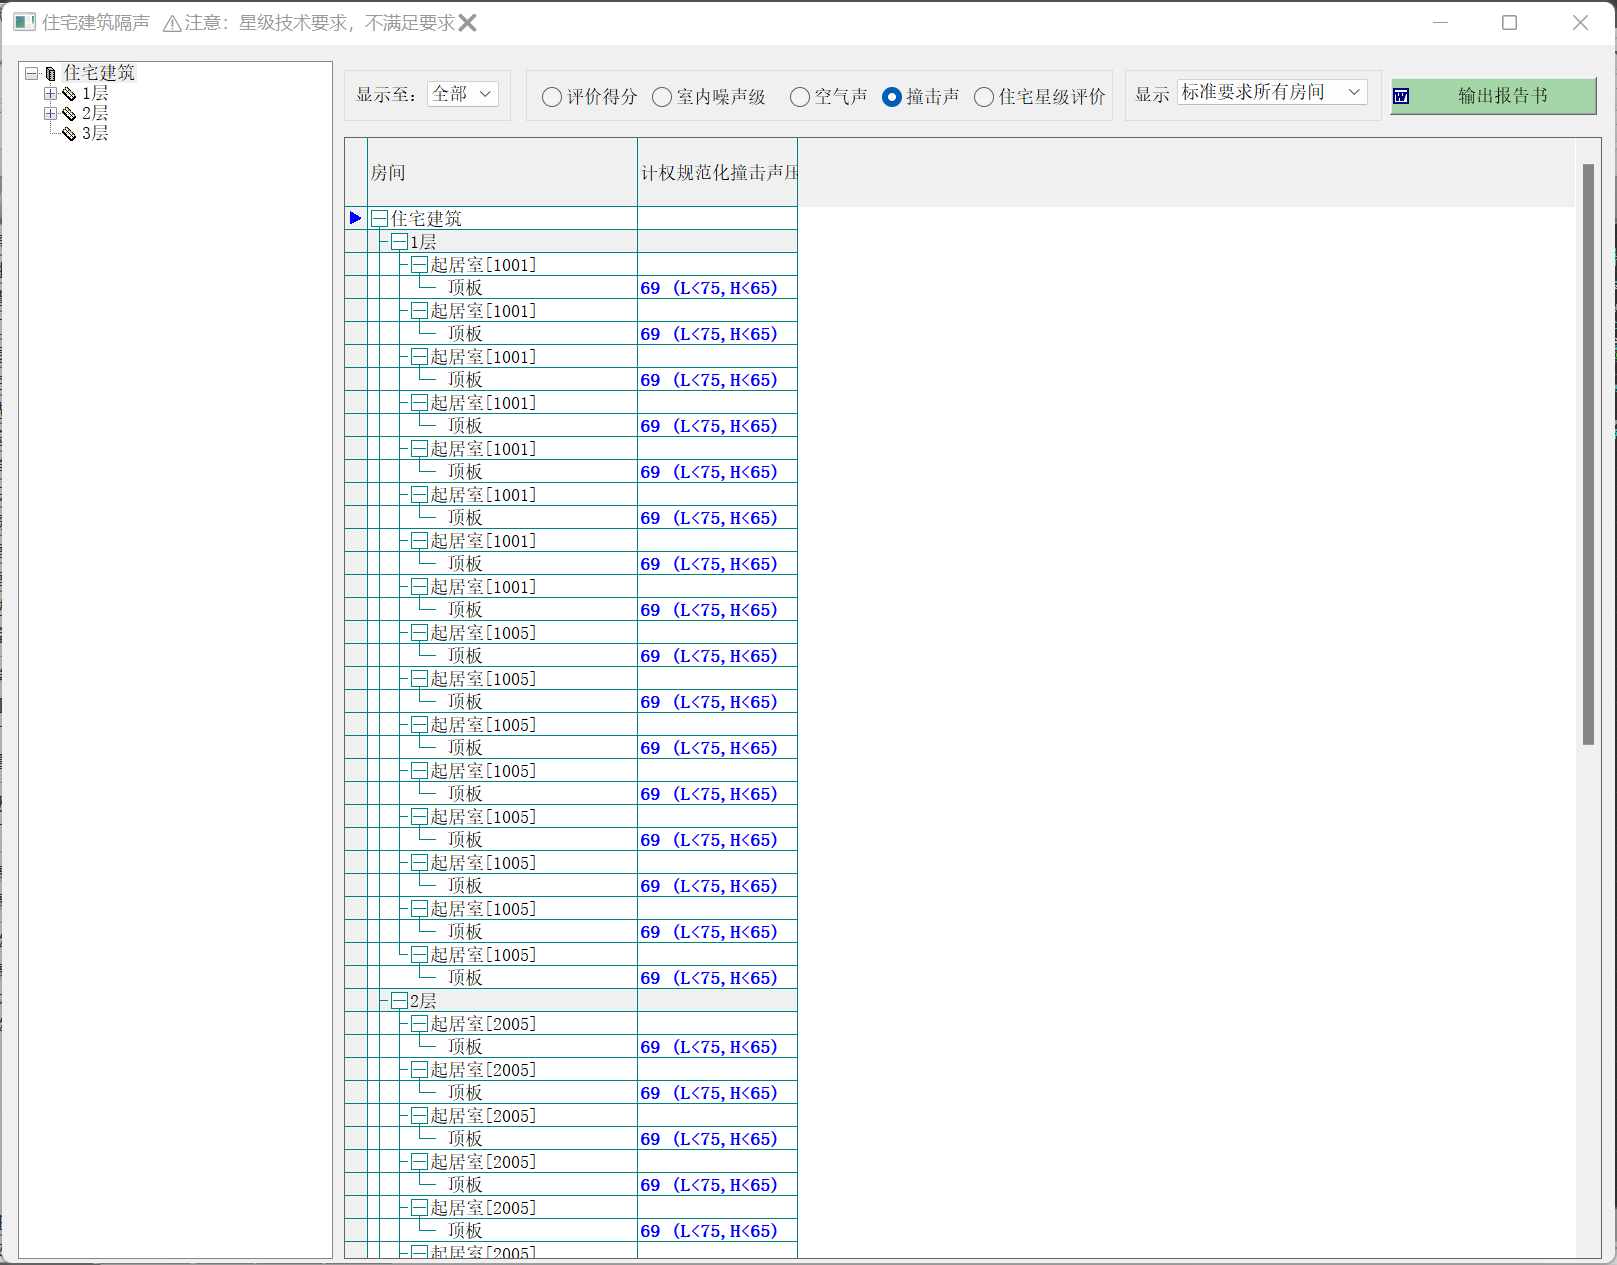 住宅建筑隔声 ⚠注意：星级技术要求，不满足要求❌
住宅建筑
1层
2层
3层
显示至： 全部
评价得分 室内噪声级 空气声 撞击声 住宅星级评价
显示 标准要求所有房间
输出报告书
房间 计权规范化撞击声压
住宅建筑
1层
起居室[1001]
顶板 69 (L<75,H<65)
起居室[1001]
顶板 69 (L<75,H<65)
起居室[1001]
顶板 69 (L<75,H<65)
起居室[1001]
顶板 69 (L<75,H<65)
起居室[1001]
顶板 69 (L<75,H<65)
起居室[1001]
顶板 69 (L<75,H<65)
起居室[1001]
顶板 69 (L<75,H<65)
起居室[1001]
顶板 69 (L<75,H<65)
起居室[1005]
顶板 69 (L<75,H<65)
起居室[1005]
顶板 69 (L<75,H<65)
起居室[1005]
顶板 69 (L<75,H<65)
起居室[1005]
顶板 69 (L<75,H<65)
起居室[1005]
顶板 69 (L<75,H<65)
起居室[1005]
顶板 69 (L<75,H<65)
起居室[1005]
顶板 69 (L<75,H<65)
起居室[1005]
顶板 69 (L<75,H<65)
2层
起居室[2005]
顶板 69 (L<75,H<65)
起居室[2005]
顶板 69 (L<75,H<65)
起居室[2005]
顶板 69 (L<75,H<65)
起居室[2005]
顶板 69 (L<75,H<65)
起居室[2005]
顶板 69 (L<75,H<65)
起居室[2005]